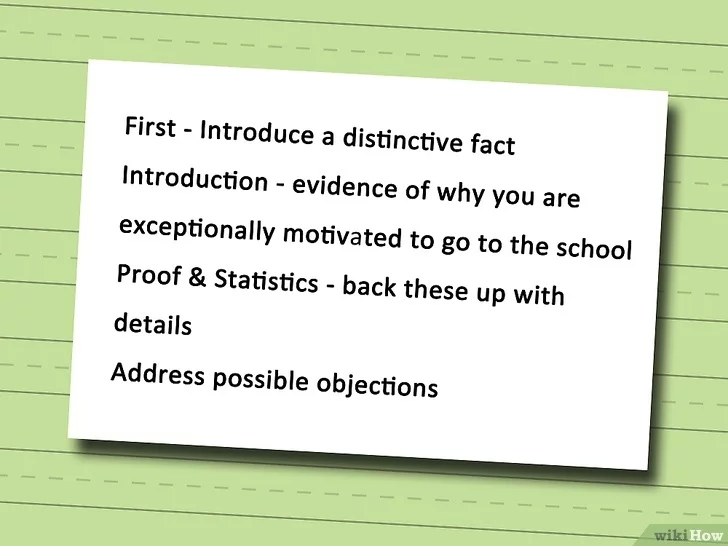 First - Introduce a distinctive fact
Introduction - evidence of why you are
exceptionally motivated to go to the school
Proof & Statistics - back these up with
details
Address possible objections
wikiHow